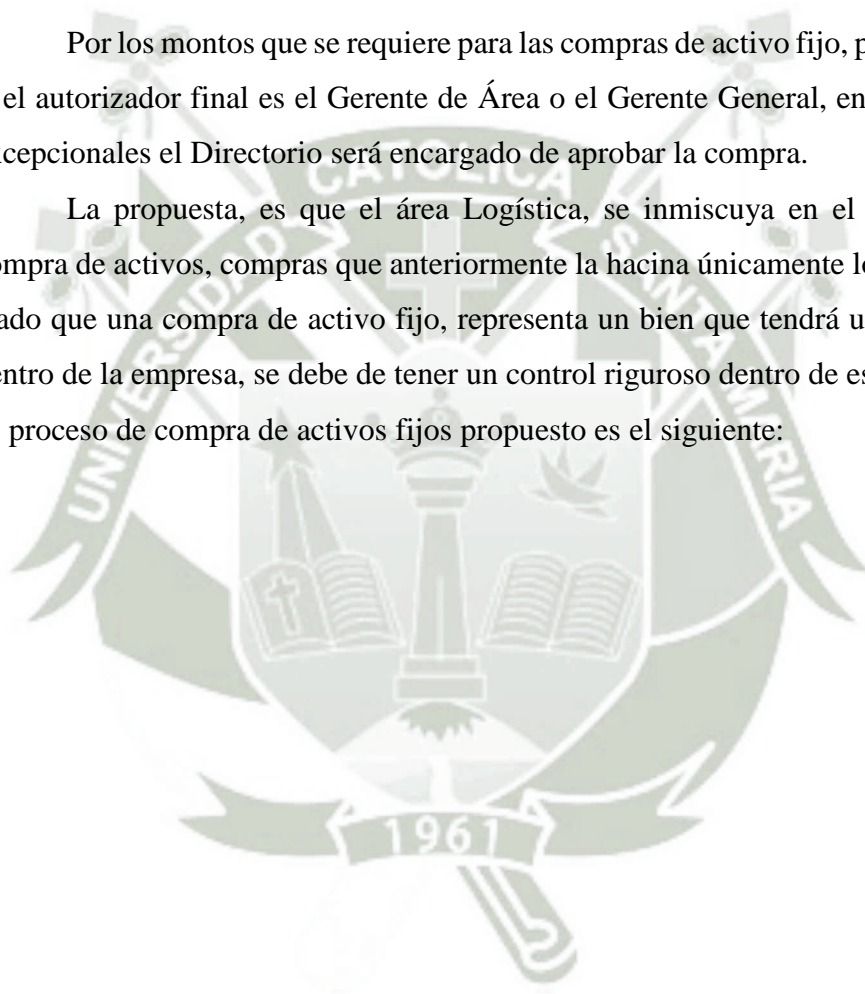 Por los montos que se requiere para las compras de activo fijo, p
el autorizador final es el Gerente de Área o el Gerente General, en
xcepcionales el Directorio será encargado de aprobar la compra.
La propuesta, es que el área Logística, se inmiscuya en el
ompra de activos, compras que anteriormente la hacina únicamente lo
ado que una compra de activo fijo, representa un bien que tendrá u
entro de la empresa, se debe de tener un control riguroso dentro de es
proceso de compra de activos fijos propuesto es el siguiente:
UNIVERSIDAD CATOLICA SANTA MARIA
1961